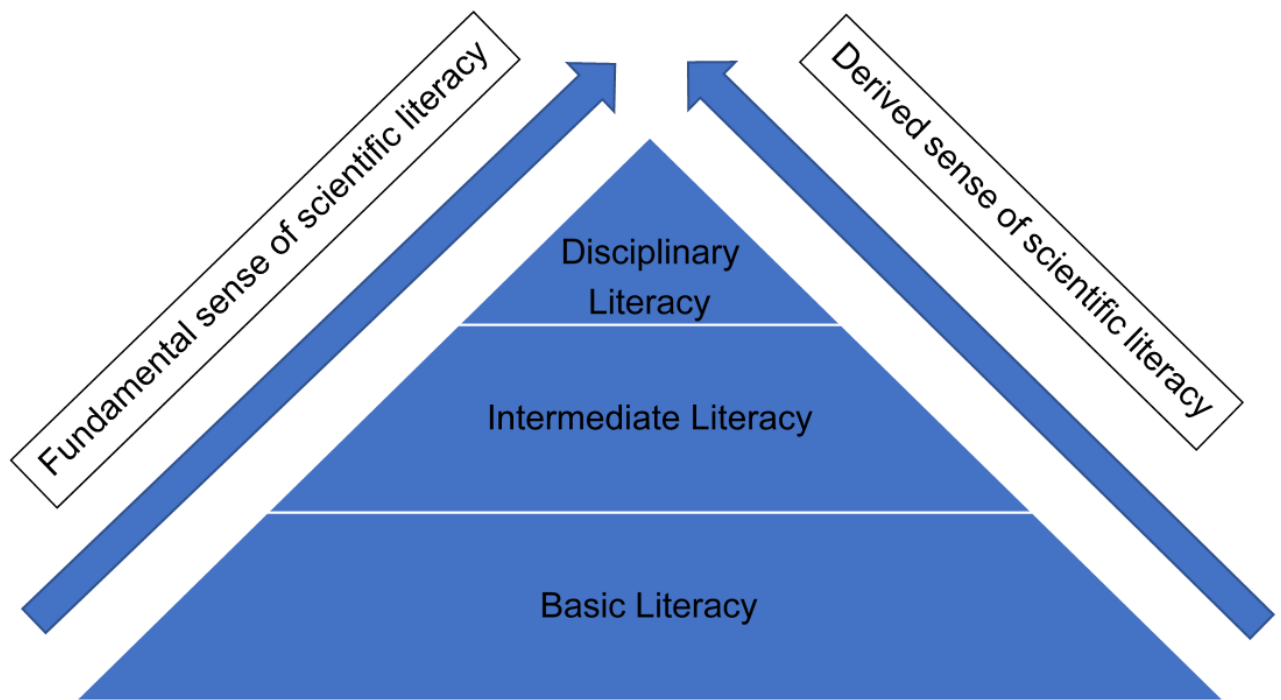 Fundamental sense of scientific literacy
Derived sense of scientific literacy
Disciplinary
Literacy
Intermediate Literacy
Basic Literacy